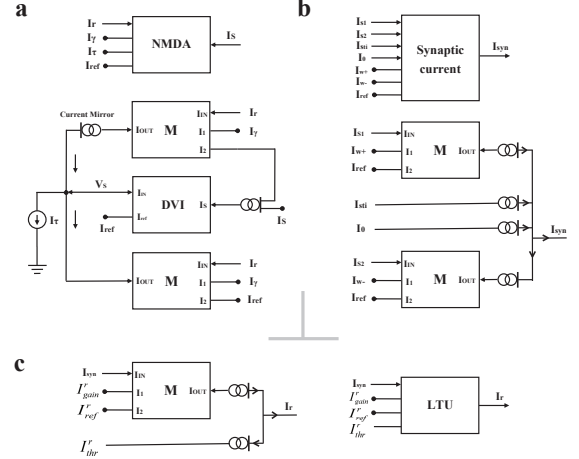 a
Ir
Iγ
Iτ
Iref
NMDA
Is
Current Mirror
IOUT
M
IIN
I1
I2
Ir
Iγ
Vs
IIN
Iref
DVI
Is
Is
Iref
Iτ
IOUT
M
IIN
I1
I2
Ir
Iγ
Iref
b
Is1
Is2
Isti
I0
Iw+
Iw-
Iref
Synaptic
current
Isyn
Is1
Iw+
Iref
IIN
I1
I2
M
IOUT
Isti
I0
Isyn
Is2
Iw-
Iref
IIN
I1
I2
M
IOUT
c
Isyn
I^r_gain
I^r_ref
IIN
I1
I2
M
IOUT
I^r_thr
Ir
Isyn
I^r_gain
I^r_ref
I^r_thr
LTU
Ir